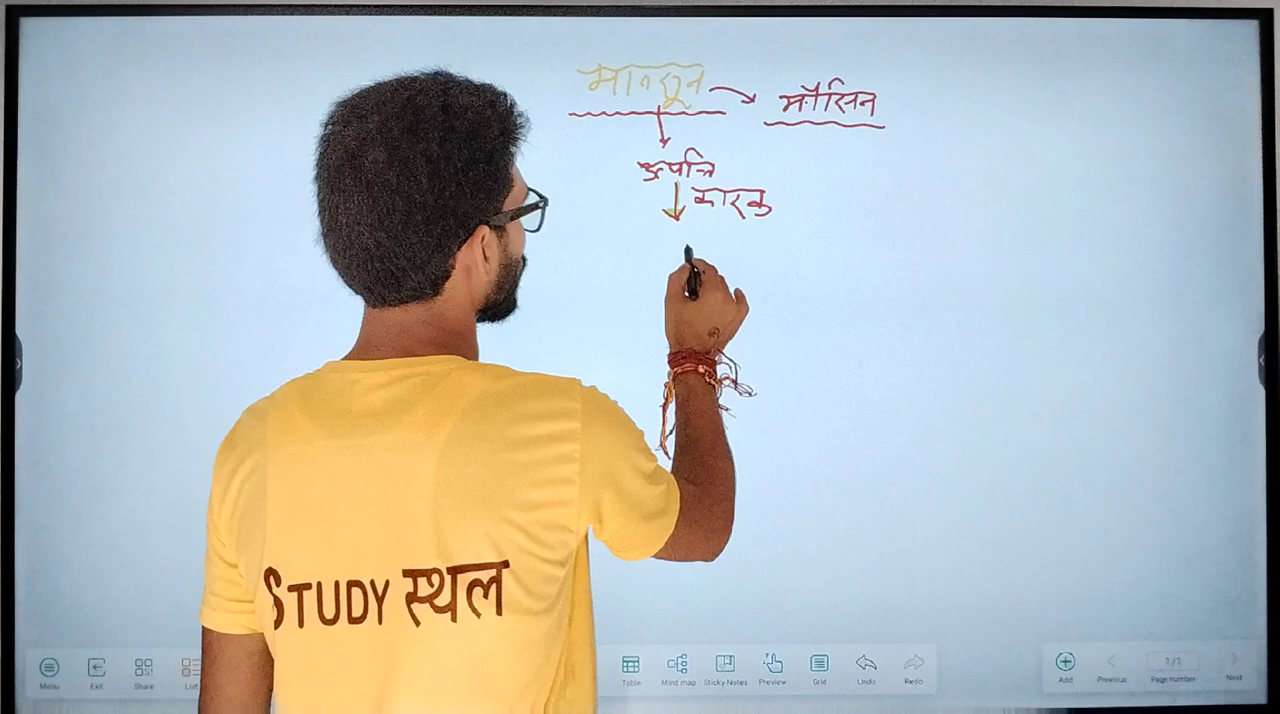 मानसून → मौसिन
उत्पत्ति
कारक
STUDY स्थल
Menu Exit Share List Table Mind map Sticky-Notes Preview Grid Undo Redo Add Previous 1/1 Page number Next